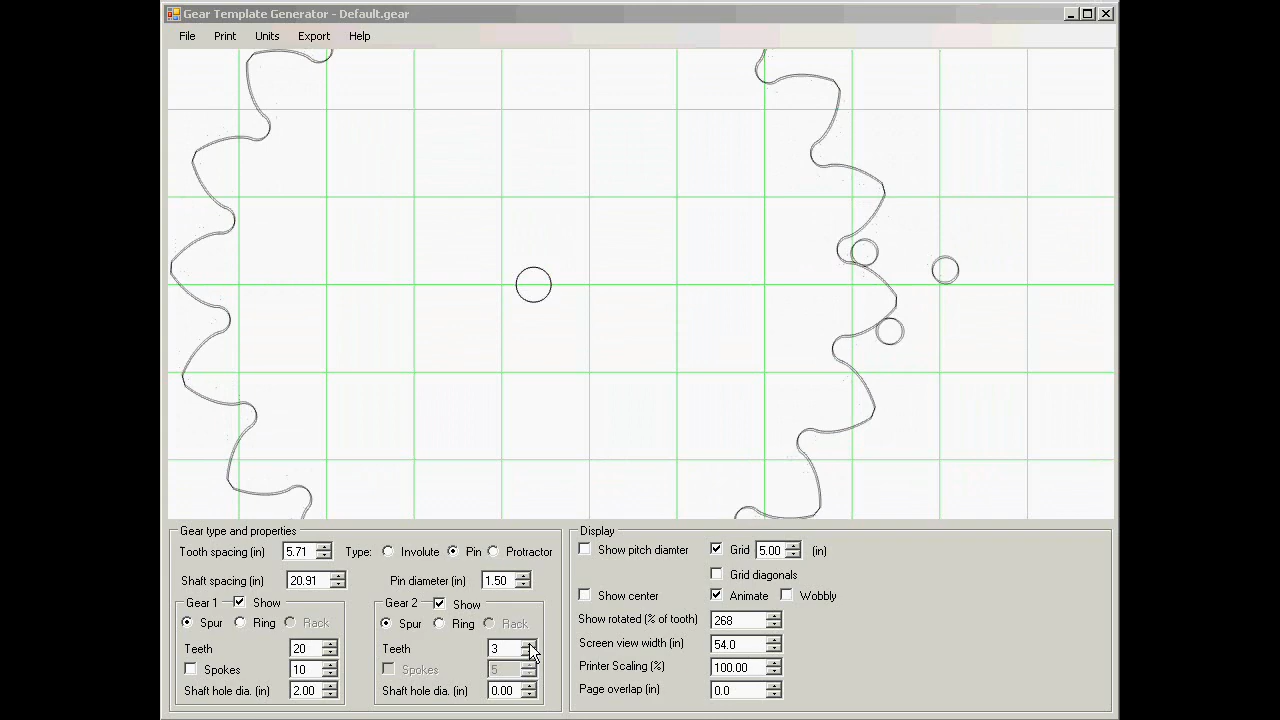 Gear Template Generator - Default.gear
File Print Units Export Help
Gear type and properties
Tooth spacing (in) 5.71 Type: Involute Pin Protractor
Shaft spacing (in) 20.91 Pin diameter (in) 1.50
Gear 1 Show
Spur Ring Rack
Teeth 20
Spokes 10
Shaft hole dia. (in) 2.00
Gear 2 Show
Spur Ring Rack
Teeth 3
Spokes 5
Shaft hole dia. (in) 0.00
Display
Show pitch diamter Grid 5.00 (in)
Grid diagonals
Show center Animate Wobbly
Show rotated (% of tooth) 268
Screen view width (in) 54.0
Printer Scaling (%) 100.00
Page overlap (in) 0.0